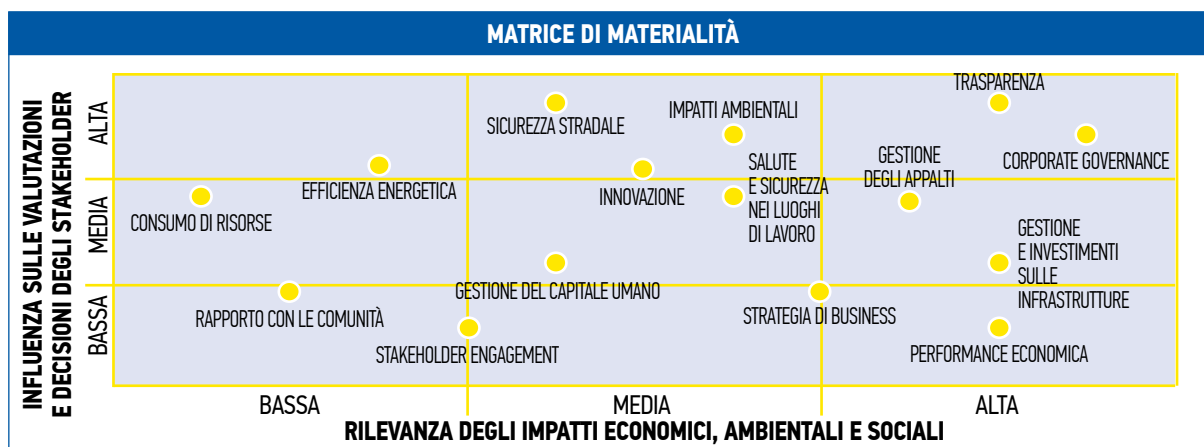 MATRICE DI MATERIALITÀ
INFLUENZA SULLE VALUTAZIONI
E DECISIONI DEGLI STAKEHOLDER
ALTA
MEDIA
BASSA
TRASPARENZA
SICUREZZA STRADALE
IMPATTI AMBIENTALI
CORPORATE GOVERNANCE
EFFICIENZA ENERGETICA
INNOVAZIONE
SALUTE
E SICUREZZA
NEI LUOGHI
DI LAVORO
GESTIONE
DEGLI APPALTI
CONSUMO DI RISORSE
GESTIONE
E INVESTIMENTI
SULLE
INFRASTRUTTURE
GESTIONE DEL CAPITALE UMANO
RAPPORTO CON LE COMUNITÀ
STRATEGIA DI BUSINESS
STAKEHOLDER ENGAGEMENT
PERFORMANCE ECONOMICA
BASSA
MEDIA
ALTA
RILEVANZA DEGLI IMPATTI ECONOMICI, AMBIENTALI E SOCIALI